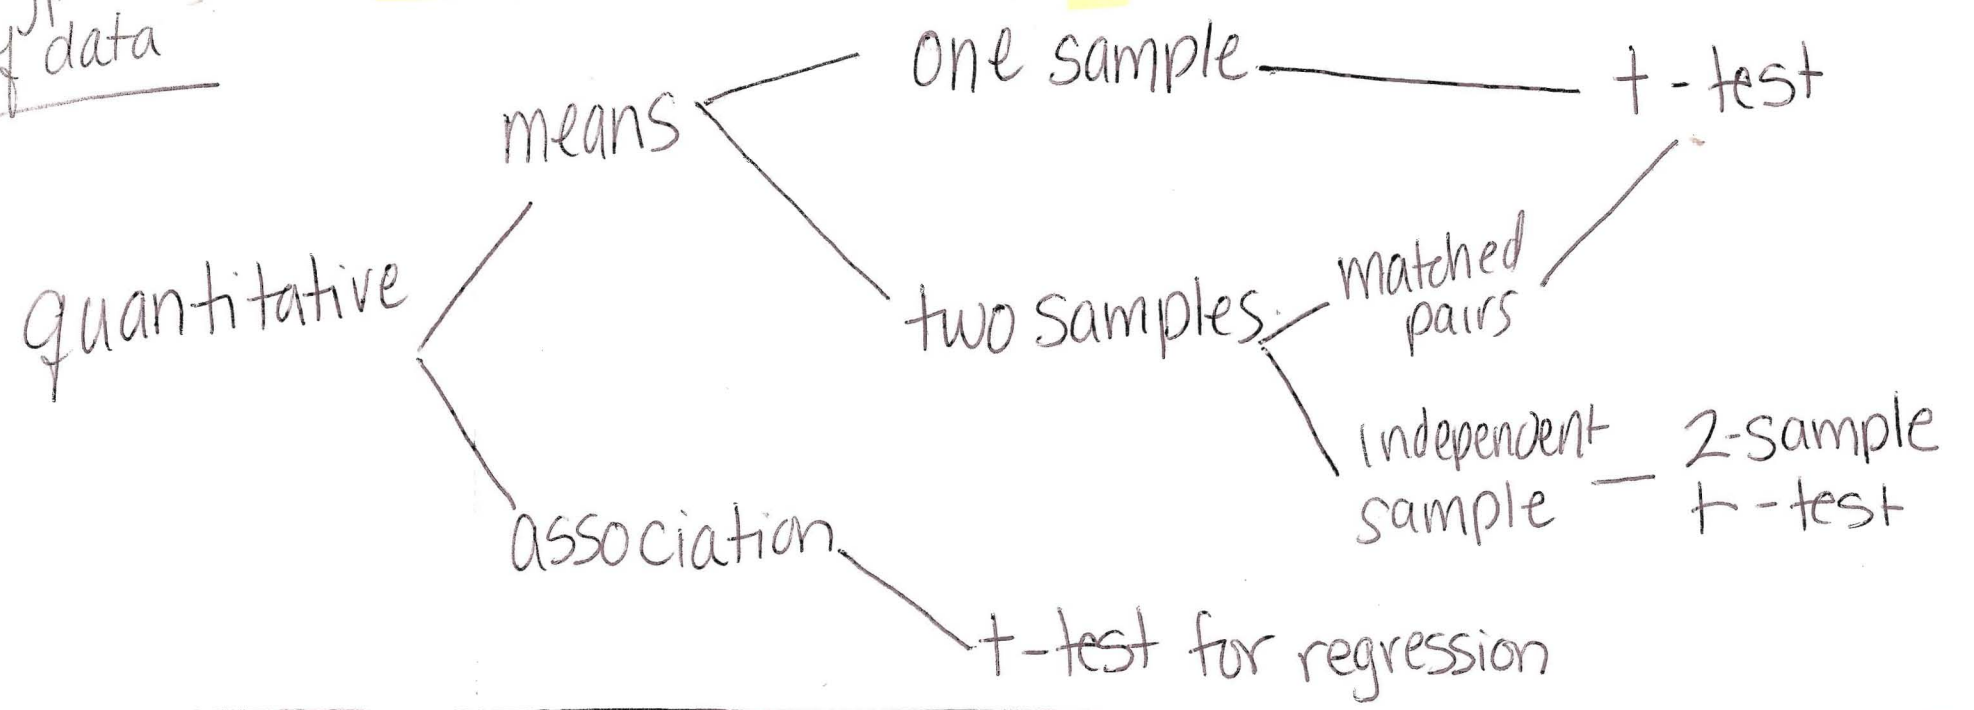 data
means
one sample
t-test
quantitative
two samples
matched
pairs
independent
sample
2-sample
t-test
association
t-test for regression